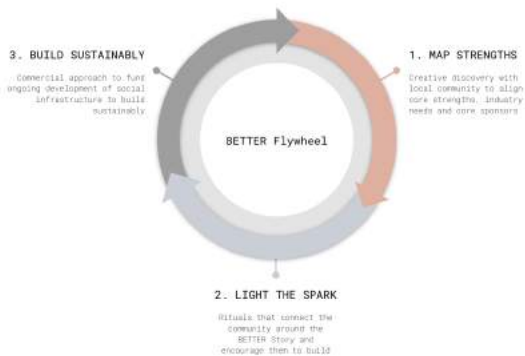 3. BUILD SUSTAINABLY
Commercial approach to fund
ongoing development of social
infrastructure to build
sustainably
1. MAP STRENGTHS
Creative discovery with
local community to align
core strengths, industry
needs and core sponsors
BETTER Flywheel
2. LIGHT THE SPARK
Rituals that connect the
community around the
BETTER Story and
encourage them to build